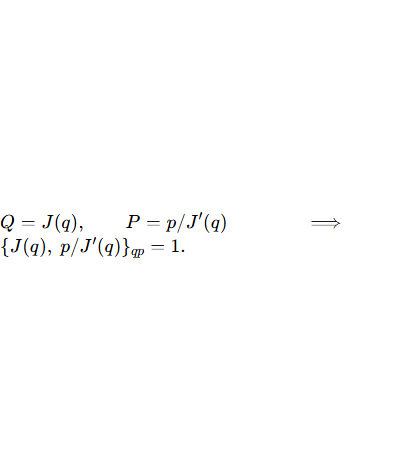 Q = J(q), P = p/J′(q) ⟹
{J(q), p/J′(q)}qp = 1.